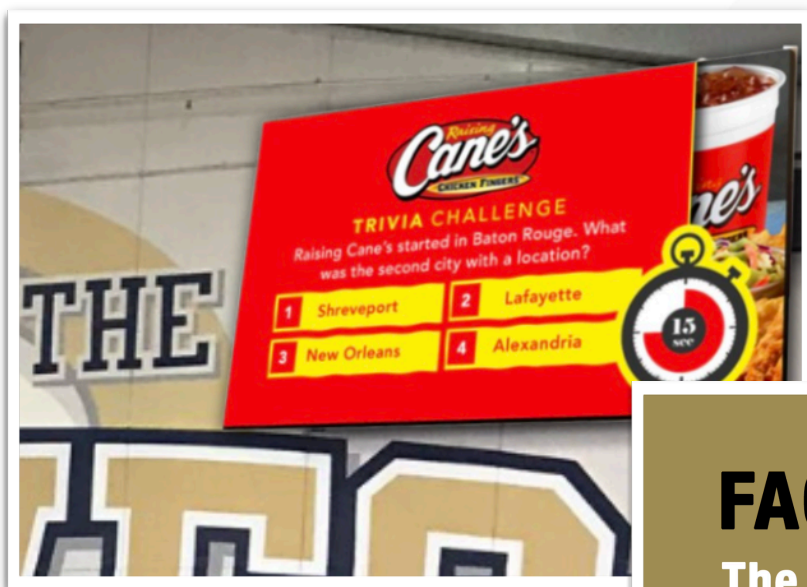 Raising
Cane's
CHICKEN FINGERS
TRIVIA CHALLENGE
Raising Cane's started in Baton Rouge. What
was the second city with a location?
1 Shreveport
2 Lafayette
3 New Orleans
4 Alexandria
15
sec
THE
The